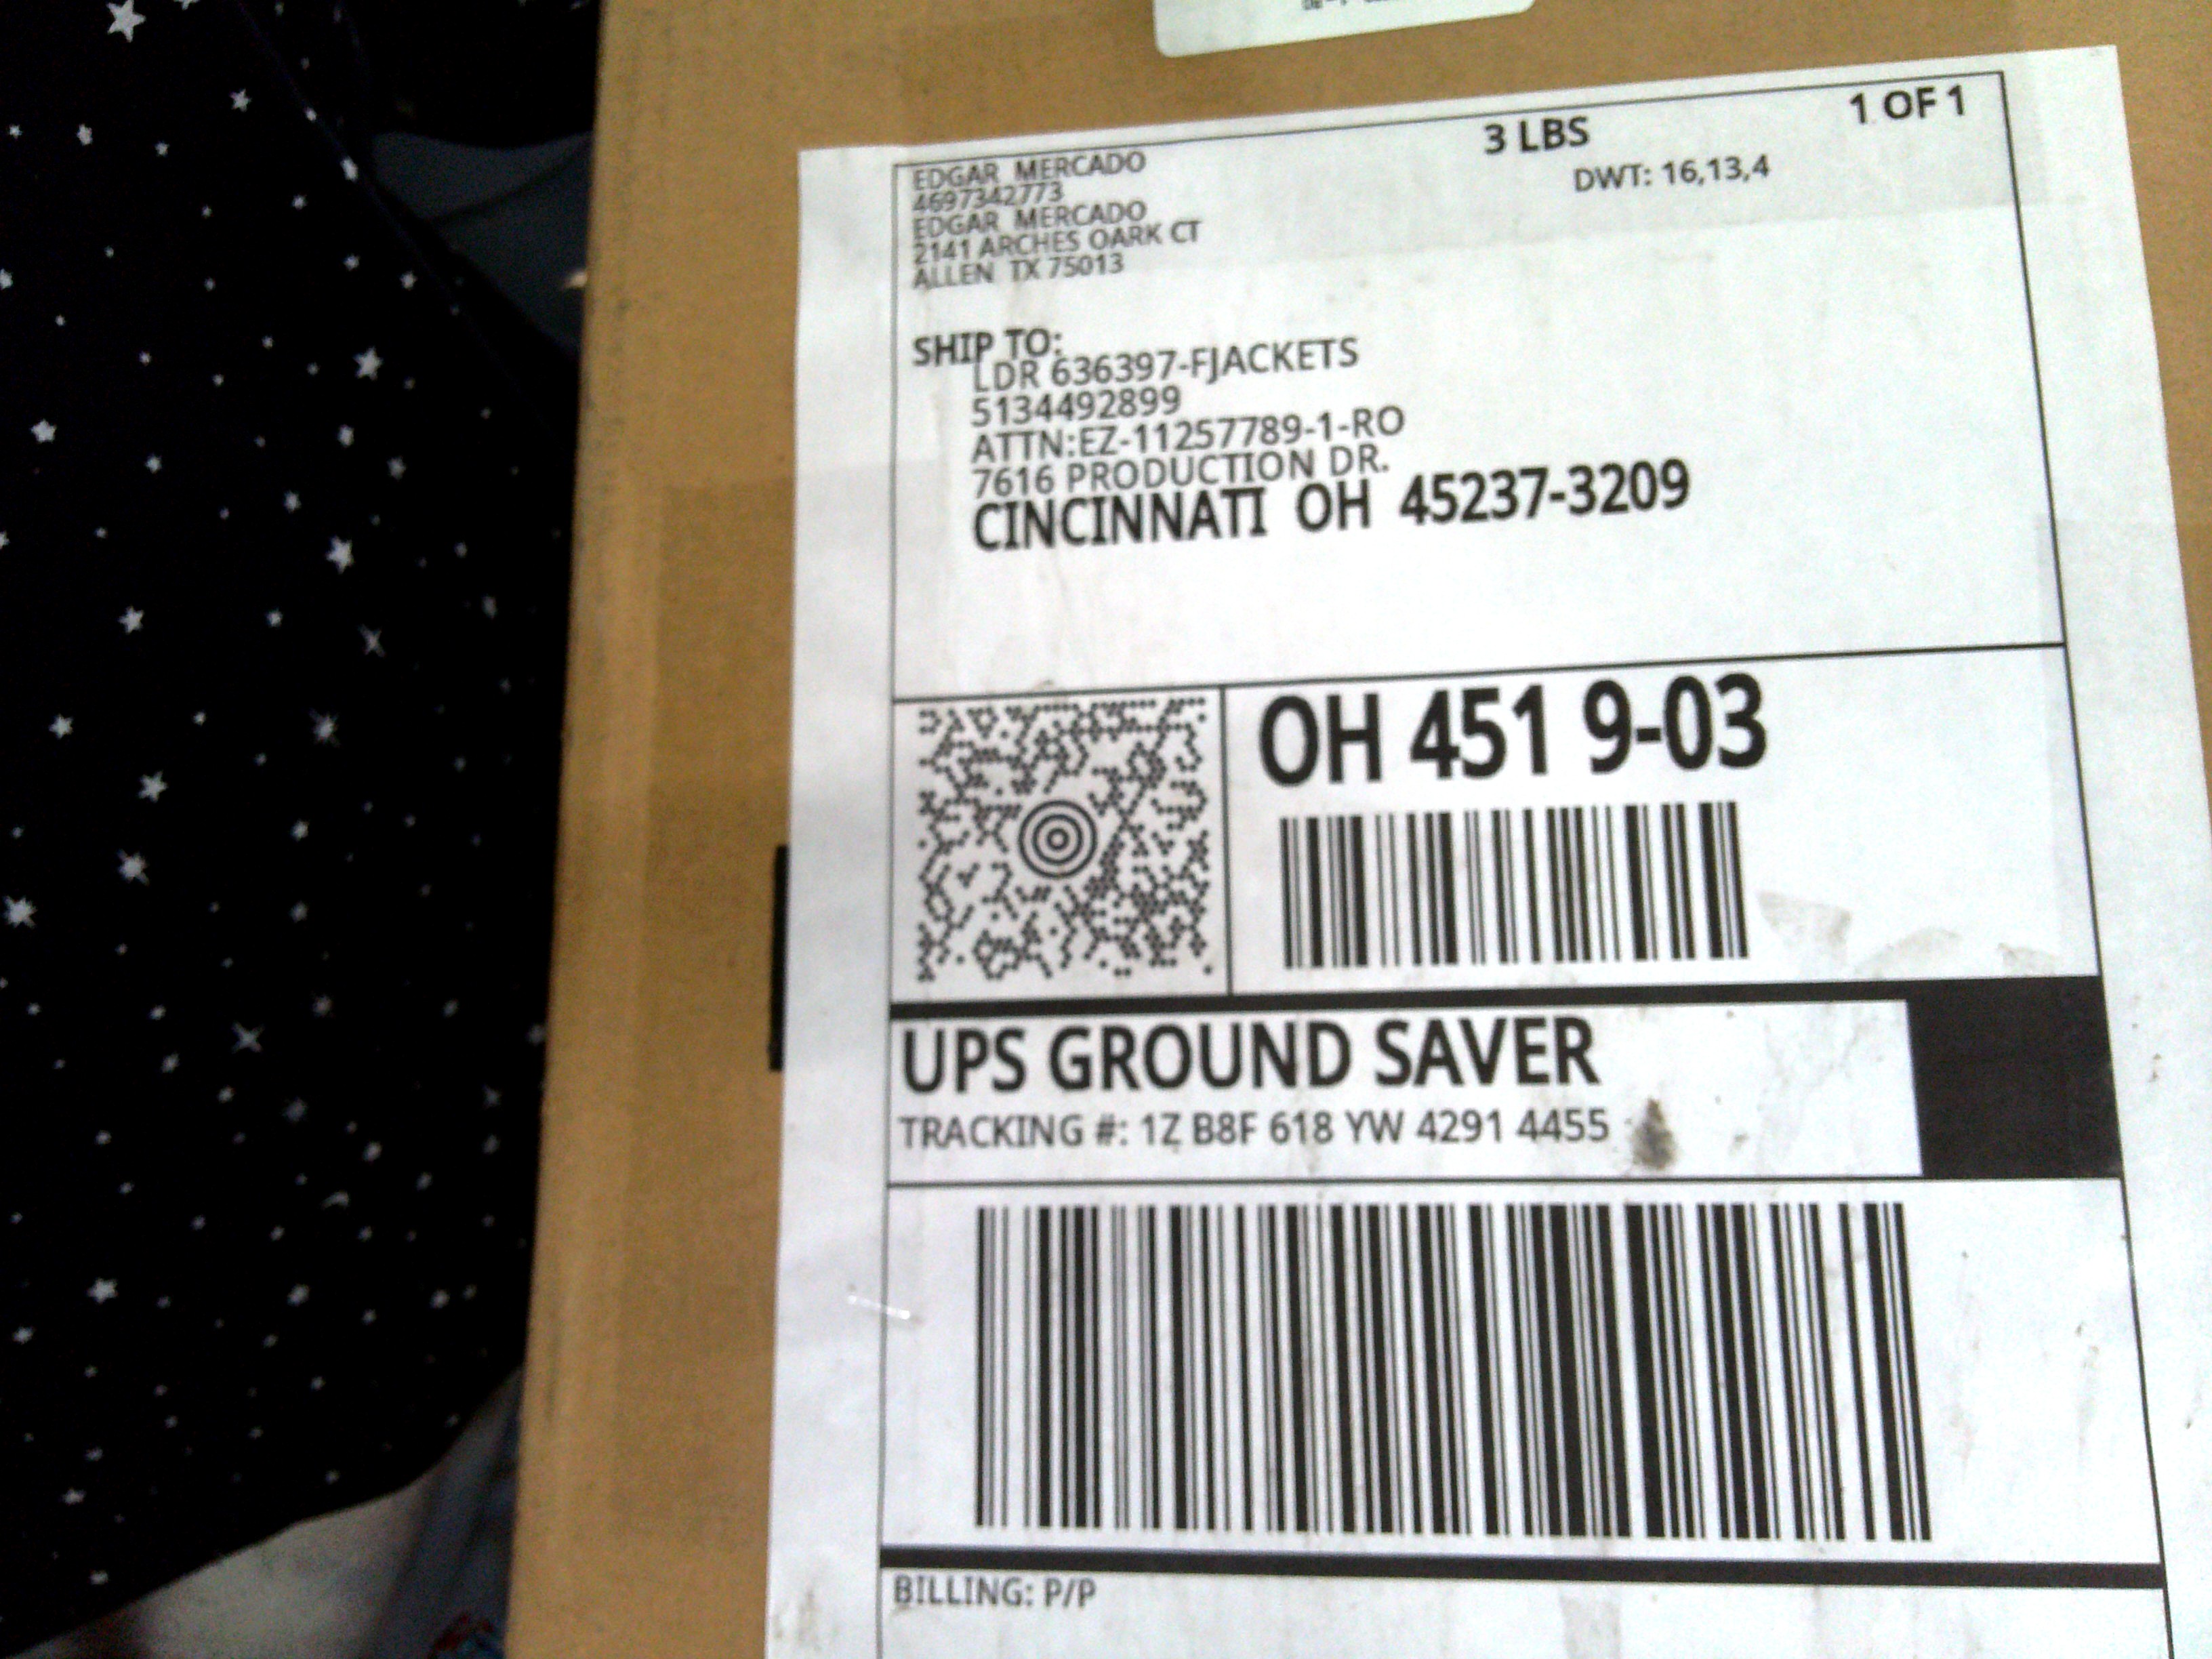 EDGAR MERCADO
4697342773
EDGAR MERCADO
2141 ARCHES OARK CT
ALLEN TX 75013
3 LBS
1 OF 1
DWT: 16,13,4
SHIP TO:
LDR 636397-FJACKETS
5134492899
ATTN:EZ-11257789-1-RO
7616 PRODUCTION DR.
CINCINNATI OH 45237-3209
OH 451 9-03
UPS GROUND SAVER
TRACKING #: 1Z B8F 618 YW 4291 4455
BILLING: P/P